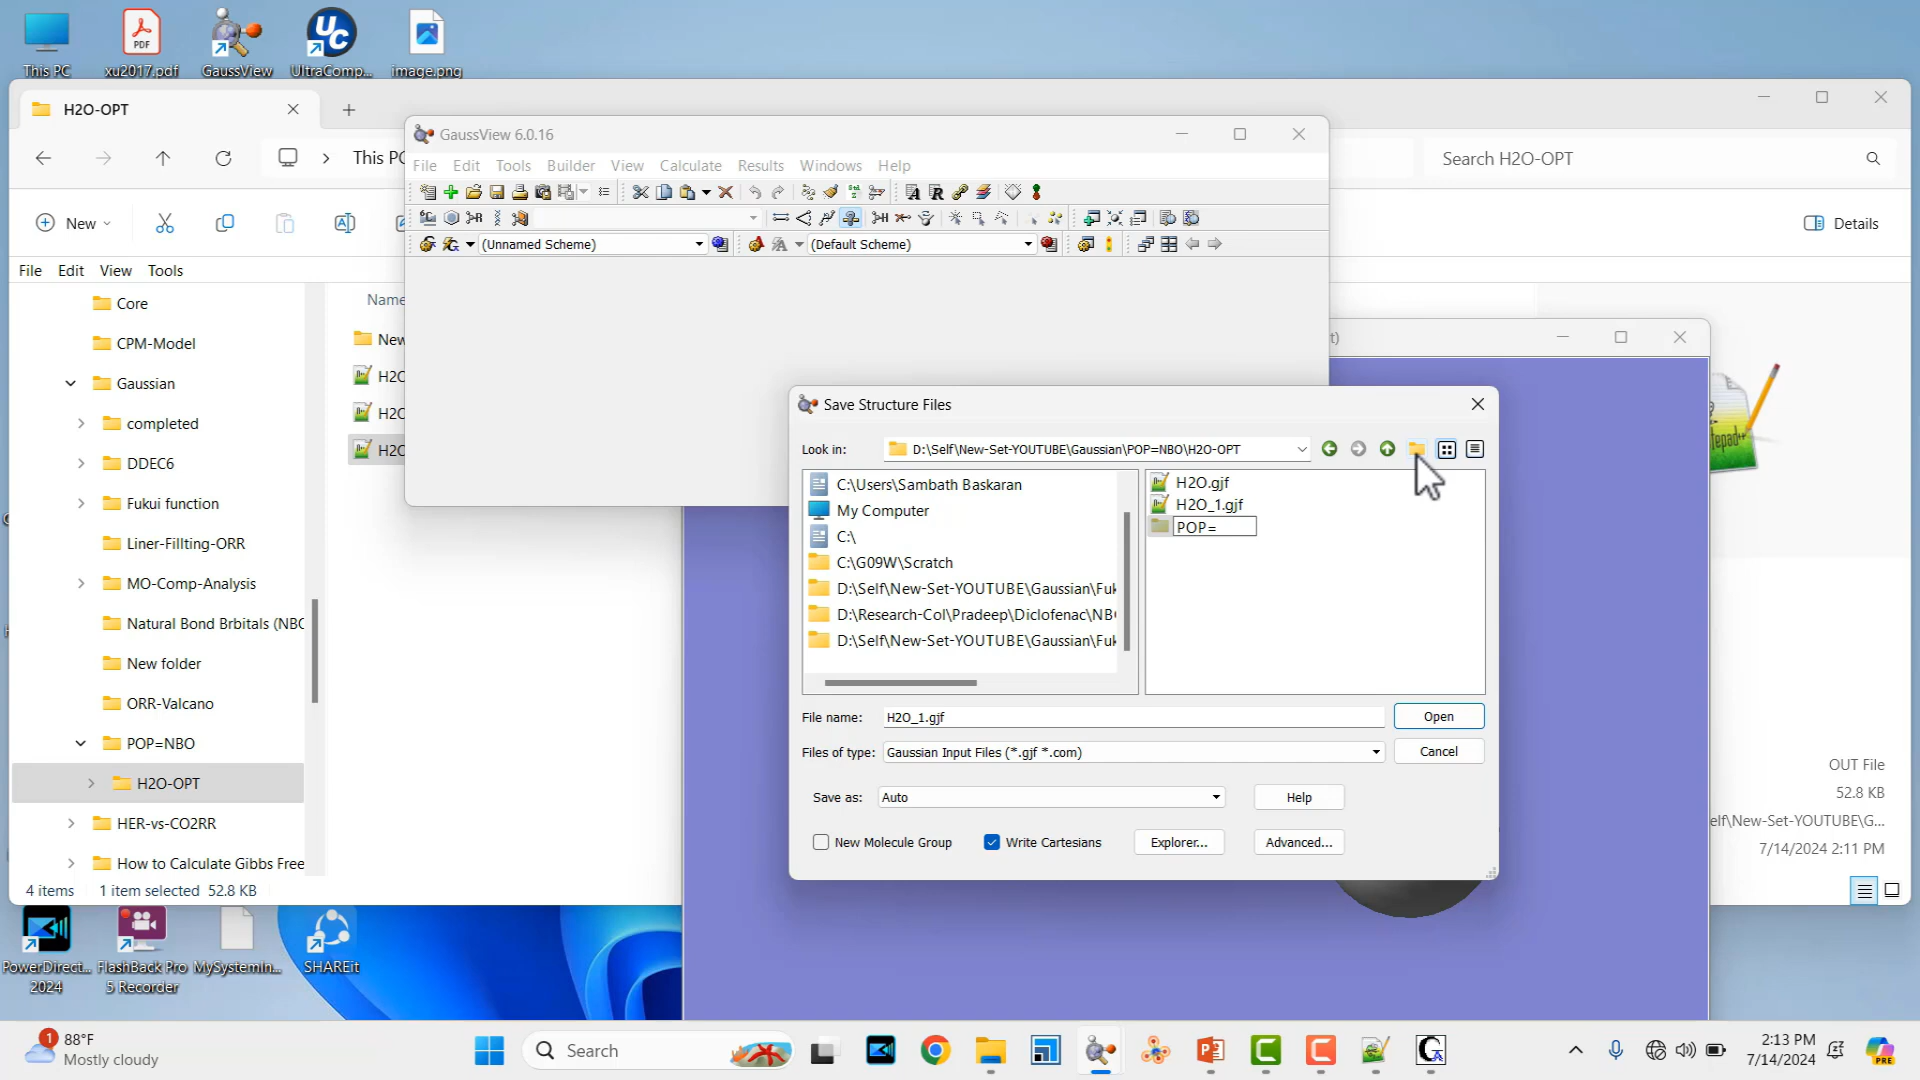 This PC
xu2017.pdf
GaussView
UltraComp...
image.png
H2O-OPT
This PC
Search H2O-OPT
New
Details
File Edit View Tools
Core
CPM-Model
Gaussian
completed
DDEC6
Fukui function
Liner-Fillting-ORR
MO-Comp-Analysis
Natural Bond Brbitals (NBO
New folder
ORR-Valcano
POP=NBO
H2O-OPT
HER-vs-CO2RR
How to Calculate Gibbs Free
4 items 1 item selected 52.8 KB
Name
New
GaussView 6.0.16
File Edit Tools Builder View Calculate Results Windows Help
(Unnamed Scheme)
(Default Scheme)
Save Structure Files
Look in:
D:\Self\New-Set-YOUTUBE\Gaussian\POP=NBO\H2O-OPT
C:\Users\Sambath Baskaran
My Computer
C:\
C:\G09W\Scratch
D:\Self\New-Set-YOUTUBE\Gaussian\Fuk
D:\Research-Col\Pradeep\Diclofenac\NBO
D:\Self\New-Set-YOUTUBE\Gaussian\Fuk
H2O.gjf
H2O_1.gjf
POP=
File name: H2O_1.gjf
Open
Files of type: Gaussian Input Files (*.gjf *.com)
Cancel
Save as: Auto
Help
New Molecule Group
Write Cartesians
Explorer...
Advanced...
OUT File
52.8 KB
elf\New-Set-YOUTUBE\G...
7/14/2024 2:11 PM
PowerDirect... 2024
FlashBack Pro 5 Recorder
MySystemin...
SHAREit
1
88°F
Mostly cloudy
Search
2:13 PM
7/14/2024
PRE